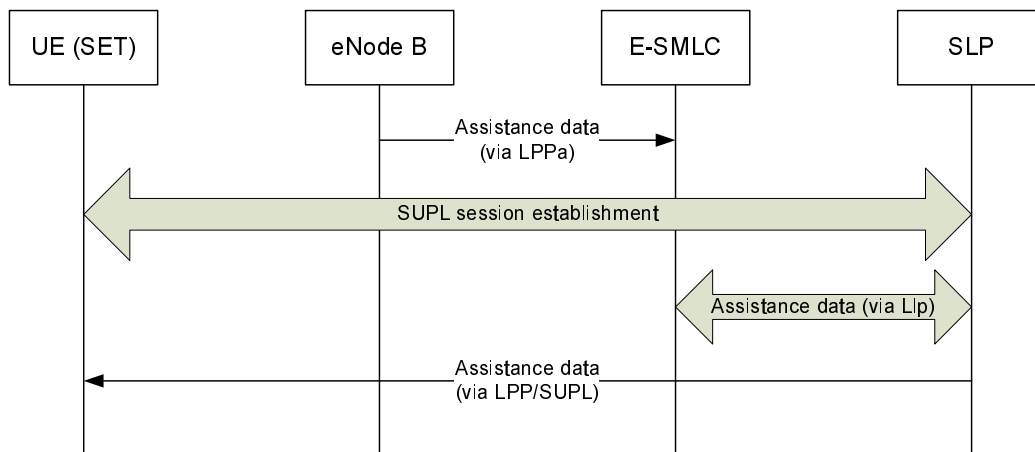 UE (SET)
eNode B
E-SMLC
SLP
Assistance data
(via LPPa)
SUPL session establishment
Assistance data (via Llp)
Assistance data
(via LPP/SUPL)